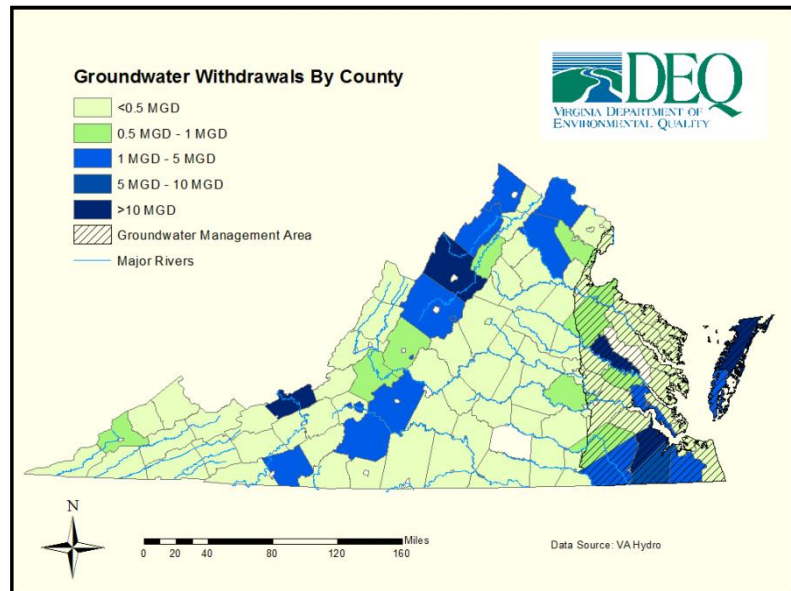 Groundwater Withdrawals By County
<0.5 MGD
0.5 MGD - 1 MGD
1 MGD - 5 MGD
5 MGD - 10 MGD
>10 MGD
Groundwater Management Area
Major Rivers
DEQ
VIRGINIA DEPARTMENT OF
ENVIRONMENTAL QUALITY
N
Miles
0 10 20 40 80 120 160
Data Source: VA Hydro